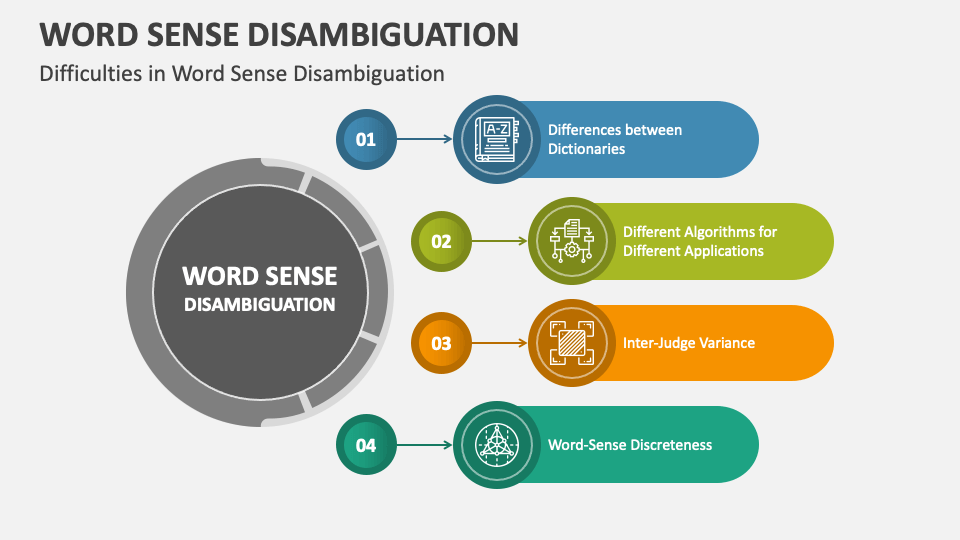 WORD SENSE DISAMBIGUATION
Difficulties in Word Sense Disambiguation
WORD SENSE
DISAMBIGUATION
01
A-Z
Differences between
Dictionaries
02
Different Algorithms for
Different Applications
03
Inter-Judge Variance
04
Word-Sense Discreteness